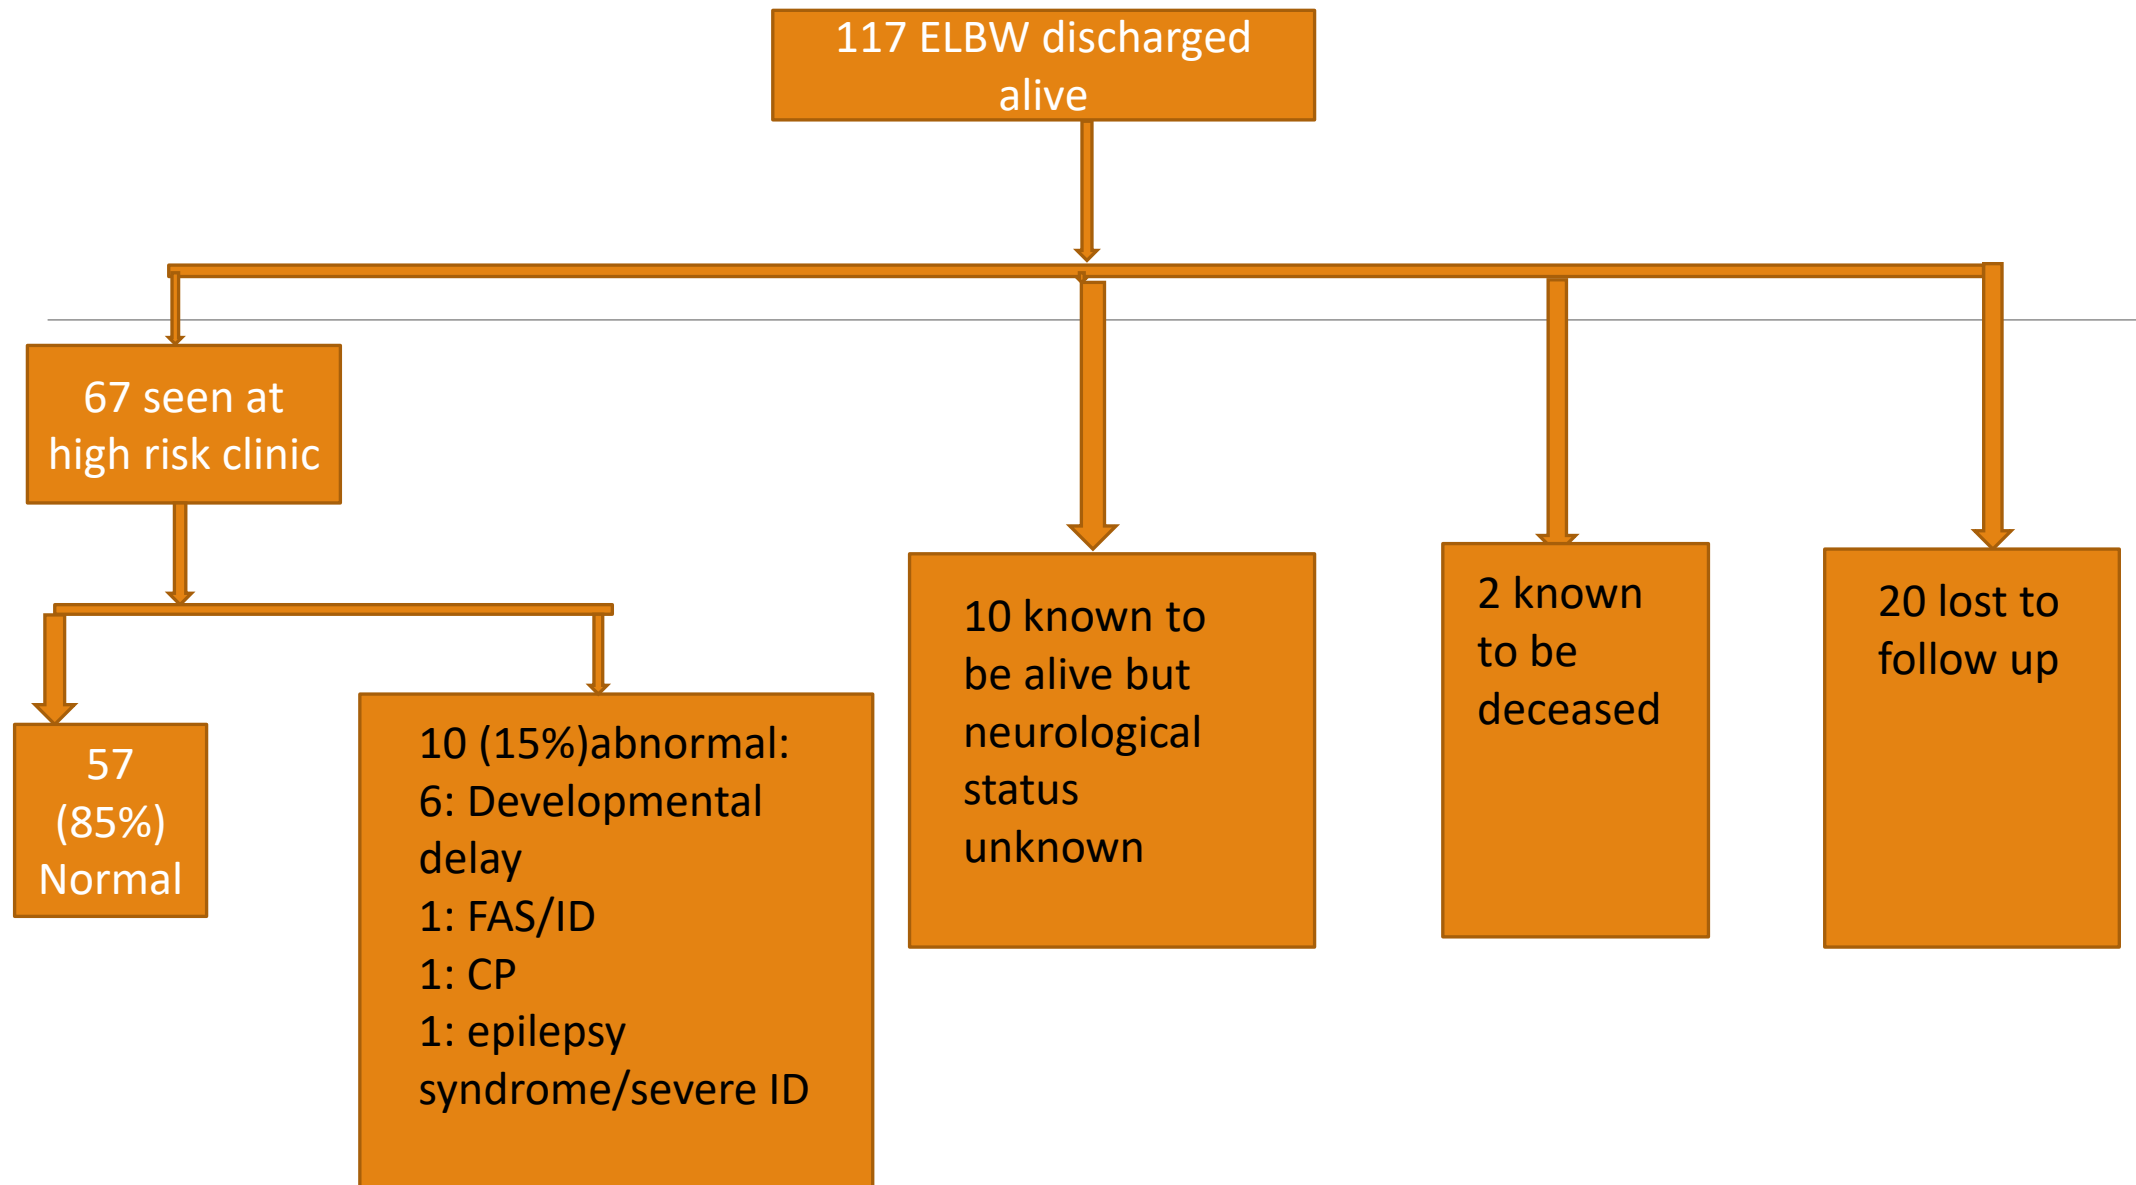 117 ELBW discharged
alive
67 seen at
high risk clinic
57
(85%)
Normal
10 (15%)abnormal:
6: Developmental
delay
1: FAS/ID
1: CP
1: epilepsy
syndrome/severe ID
10 known to
be alive but
neurological
status
unknown
2 known
to be
deceased
20 lost to
follow up